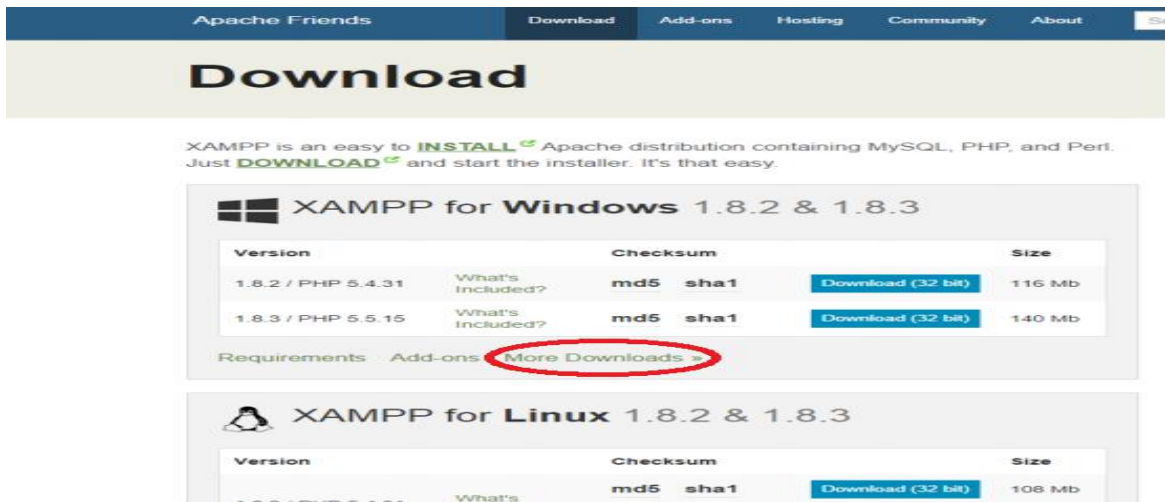 Apache Friends Download Add-ons Hosting Community About
Download
XAMPP is an easy to INSTALL Apache distribution containing MySQL, PHP, and Perl.
Just DOWNLOAD and start the installer. It's that easy.
XAMPP for Windows 1.8.2 & 1.8.3
Version Checksum Size
1.8.2 / PHP 5.4.31 What's Included? md5 sha1 Download (32 bit) 116 Mb
1.8.3 / PHP 5.5.15 What's Included? md5 sha1 Download (32 bit) 140 Mb
Requirements Add-ons More Downloads »
XAMPP for Linux 1.8.2 & 1.8.3
Version Checksum Size
What's md5 sha1 Download (32 bit) 108 Mb